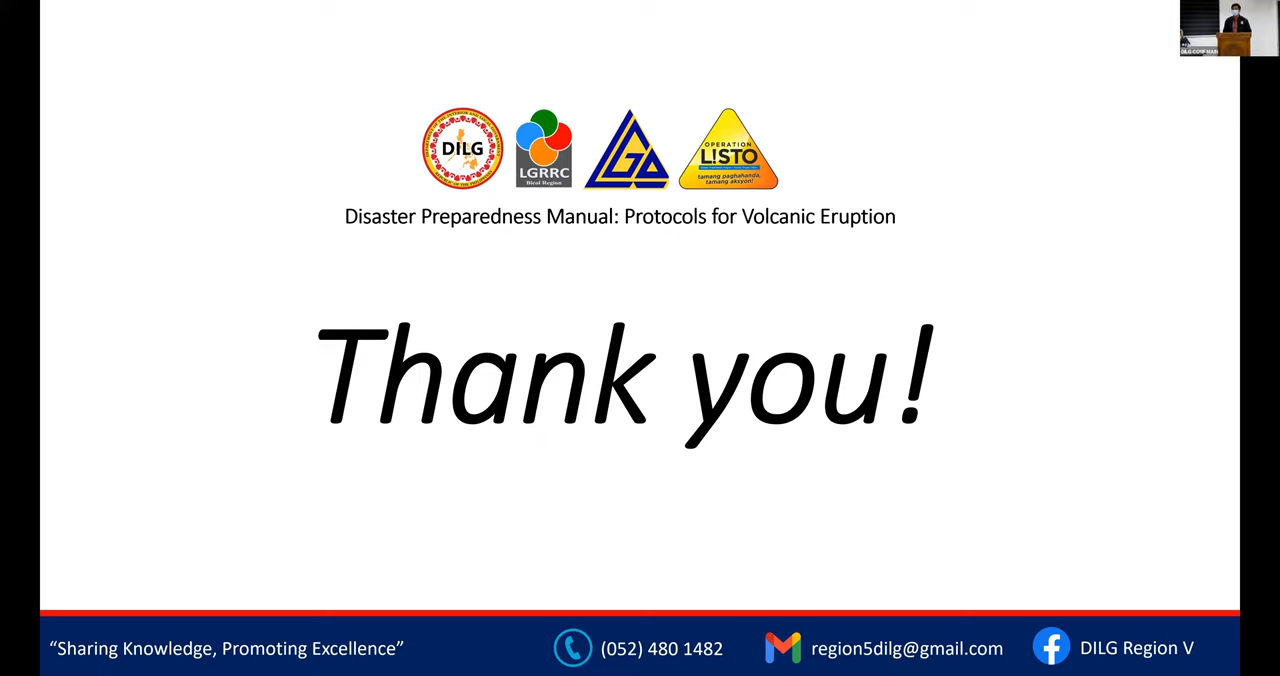 DILG
LGRRC
Bicol Region
LGA
OPERATION
LISTO
tamang paghahanda,
tamang aksyon!
Disaster Preparedness Manual: Protocols for Volcanic Eruption
Thank you!
“Sharing Knowledge, Promoting Excellence” (052) 480 1482 region5dilg@gmail.com DILG Region V